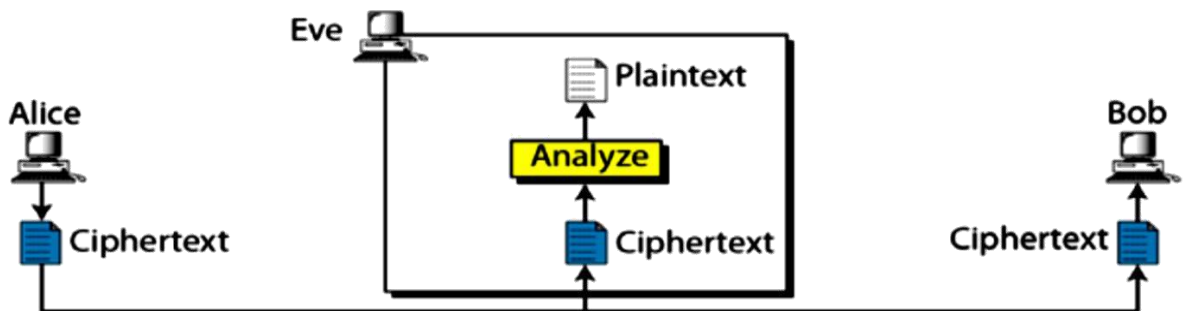 Eve
Plaintext
Alice
Bob
Analyze
Ciphertext
Ciphertext
Ciphertext